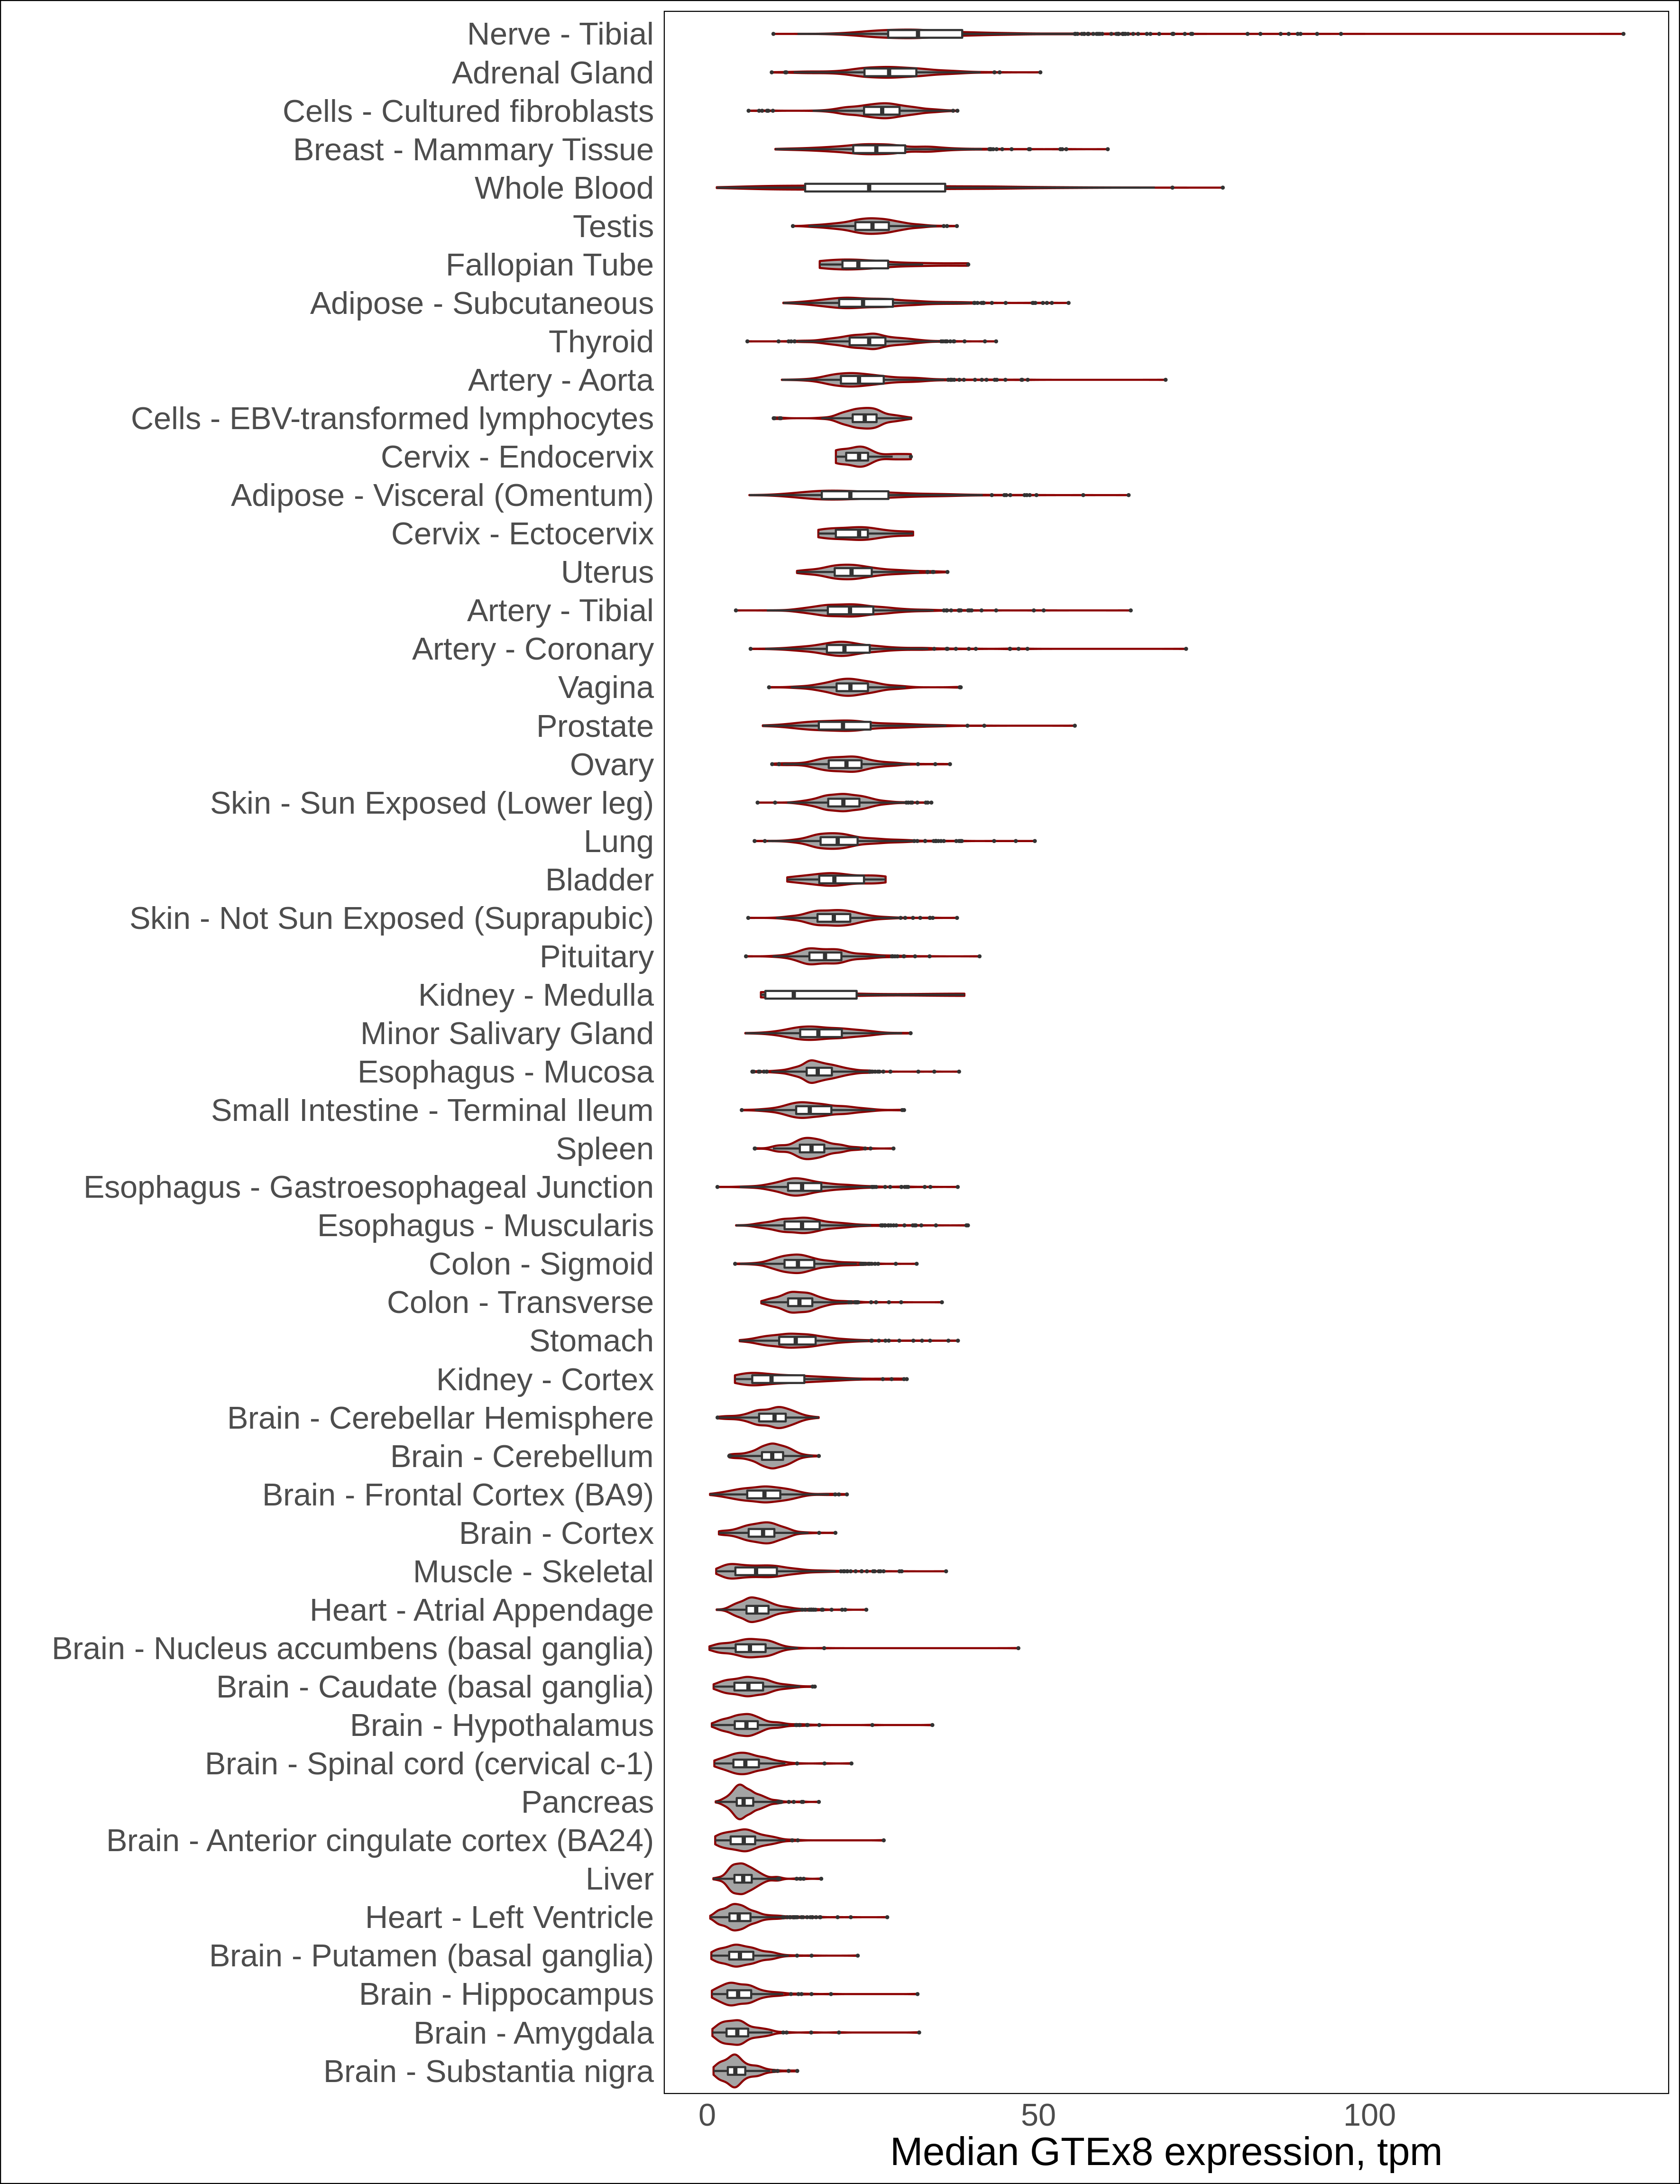 Nerve - Tibial
Adrenal Gland
Cells - Cultured fibroblasts
Breast - Mammary Tissue
Whole Blood
Testis
Fallopian Tube
Adipose - Subcutaneous
Thyroid
Artery - Aorta
Cells - EBV-transformed lymphocytes
Cervix - Endocervix
Adipose - Visceral (Omentum)
Cervix - Ectocervix
Uterus
Artery - Tibial
Artery - Coronary
Vagina
Prostate
Ovary
Skin - Sun Exposed (Lower leg)
Lung
Bladder
Skin - Not Sun Exposed (Suprapubic)
Pituitary
Kidney - Medulla
Minor Salivary Gland
Esophagus - Mucosa
Small Intestine - Terminal Ileum
Spleen
Esophagus - Gastroesophageal Junction
Esophagus - Muscularis
Colon - Sigmoid
Colon - Transverse
Stomach
Kidney - Cortex
Brain - Cerebellar Hemisphere
Brain - Cerebellum
Brain - Frontal Cortex (BA9)
Brain - Cortex
Muscle - Skeletal
Heart - Atrial Appendage
Brain - Nucleus accumbens (basal ganglia)
Brain - Caudate (basal ganglia)
Brain - Hypothalamus
Brain - Spinal cord (cervical c-1)
Pancreas
Brain - Anterior cingulate cortex (BA24)
Liver
Heart - Left Ventricle
Brain - Putamen (basal ganglia)
Brain - Hippocampus
Brain - Amygdala
Brain - Substantia nigra
0 50 100
Median GTEx8 expression, tpm